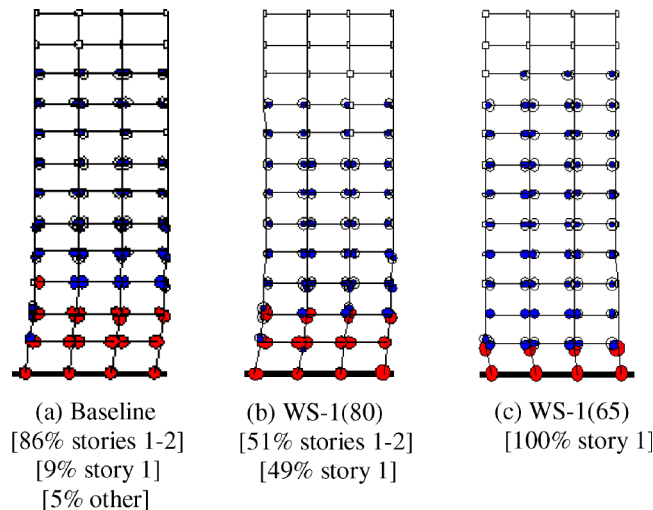 (a) Baseline
[86% stories 1-2]
[9% story 1]
[5% other]
(b) WS-1(80)
[51% stories 1-2]
[49% story 1]
(c) WS-1(65)
[100% story 1]